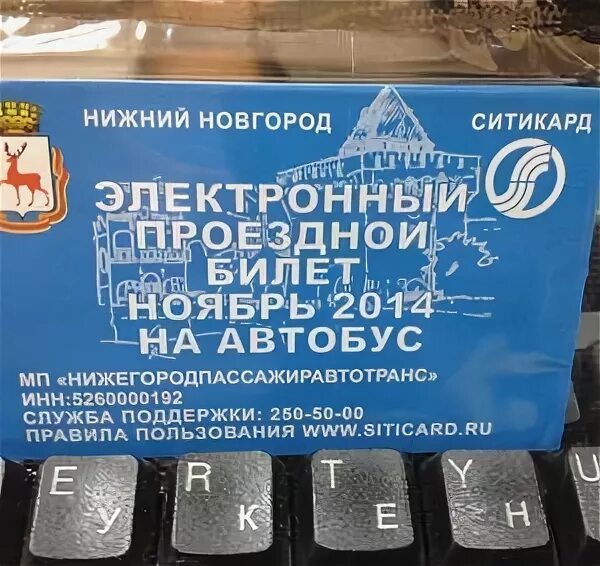 НИЖНИЙ НОВГОРОД
СИТИКАРД
ЭЛЕКТРОННЫЙ
ПРОЕЗДНОЙ
БИЛЕТ
НОЯБРЬ 2014
НА АВТОБУС
МП «НИЖЕГОРОДПАССАЖИРАВТОТРАНС»
ИНН:5260000192
СЛУЖБА ПОДДЕРЖКИ: 250-50-00
ПРАВИЛА ПОЛЬЗОВАНИЯ WWW.SITICARD.RU
E R T Y U
У К Е Н